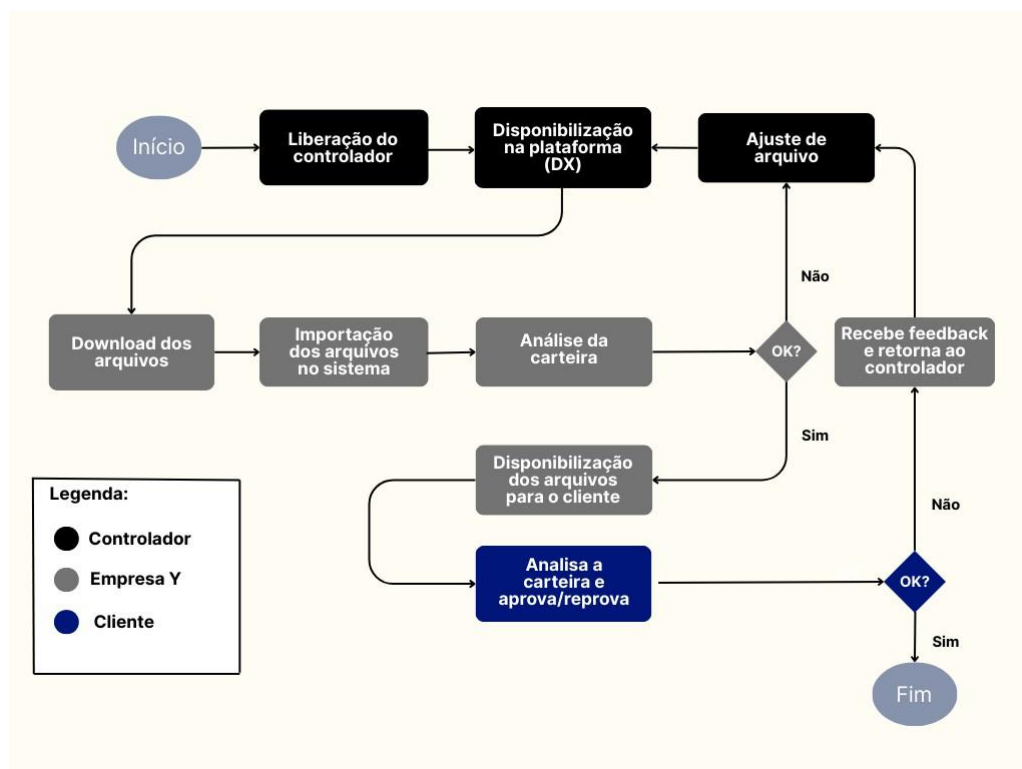 Início
Liberação do
controlador
Disponibilização
na plataforma
(DX)
Ajuste de
arquivo
Não
Download dos
arquivos
Importação
dos arquivos
no sistema
Análise da
carteira
OK?
Recebe feedback
e retorna ao
controlador
Sim
Disponibilização
dos arquivos
para o cliente
Não
Analisa a
carteira e
aprova/reprova
OK?
Sim
Fim
Legenda:
Controlador
Empresa Y
Cliente